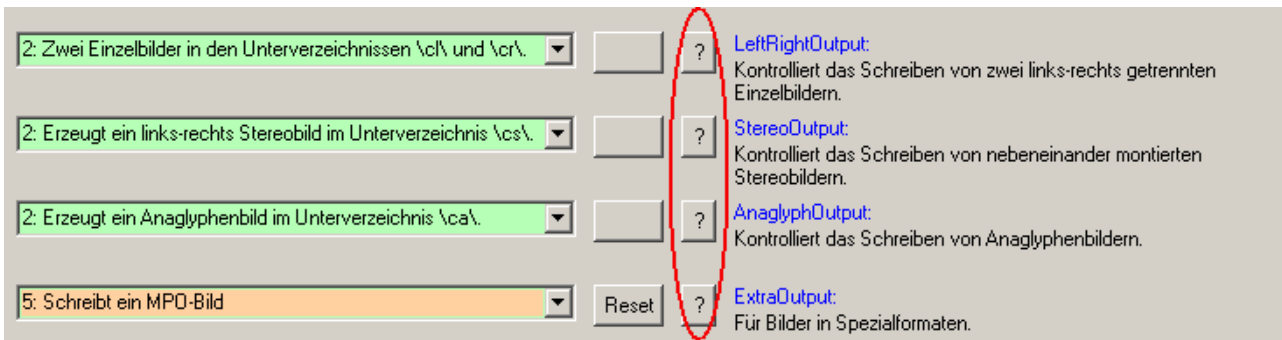 2: Zwei Einzelbilder in den Unterverzeichnissen \cl\ und \cr\.
?
LeftRightOutput:
Kontrolliert das Schreiben von zwei links-rechts getrennten
Einzelbildern.
2: Erzeugt ein links-rechts Stereobild im Unterverzeichnis \cs\.
?
StereoOutput:
Kontrolliert das Schreiben von nebeneinander montierten
Stereobildern.
2: Erzeugt ein Anaglyphenbild im Unterverzeichnis \ca\.
?
AnaglyphOutput:
Kontrolliert das Schreiben von Anaglyphenbildern.
5: Schreibt ein MPO-Bild
Reset
?
ExtraOutput:
Für Bilder in Spezialformaten.